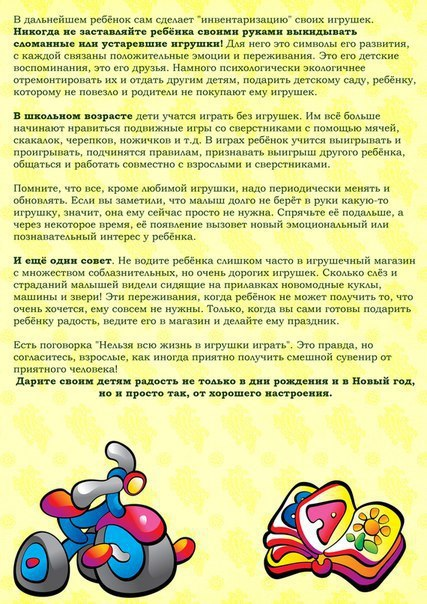 В дальнейшем ребёнок сам сделает "инвентаризацию" своих игрушек.
Никогда не заставляйте ребёнка своими руками выкидывать
сломанные или устаревшие игрушки! Для него это символы его развития,
с каждой связаны положительные эмоции и переживания. Это его детские
воспоминания, это его друзья. Намного психологически экологичнее
отремонтировать их и отдать другим детям, подарить детскому саду, ребёнку,
которому не повезло и родители не покупают ему игрушек.
В школьном возрасте дети учатся играть без игрушек. Им всё больше
начинают нравиться подвижные игры со сверстниками с помощью мячей,
скакалок, черепков, ножичков и т.д. В играх ребёнок учится выигрывать и
проигрывать, подчинятся правилам, признавать выигрыш другого ребёнка,
общаться и работать совместно с взрослыми и сверстниками.
Помните, что все, кроме любимой игрушки, надо периодически менять и
обновлять. Если вы заметили, что малыш долго не берёт в руки какую-то
игрушку, значит, она ему сейчас просто не нужна. Спрячьте её подальше, а
через некоторое время, её появление вызовет новый эмоциональный или
познавательный интерес у ребёнка.
И ещё один совет. Не водите ребёнка слишком часто в игрушечный магазин
с множеством соблазнительных, но очень дорогих игрушек. Сколько слёз и
страданий малышей видели сидящие на прилавках новомодные куклы,
машины и звери! Эти переживания, когда ребёнок не может получить то, что
очень хочется, ему совсем не нужны. Только, когда вы сами готовы подарить
ребёнку радость, ведите его в магазин и делайте ему праздник.
Есть поговорка "Нельзя всю жизнь в игрушки играть". Это правда, но
согласитесь, взрослые, как иногда приятно получить смешной сувенир от
приятного человека!
Дарите своим детям радость не только в дни рождения и в Новый год,
но и просто так, от хорошего настроения.